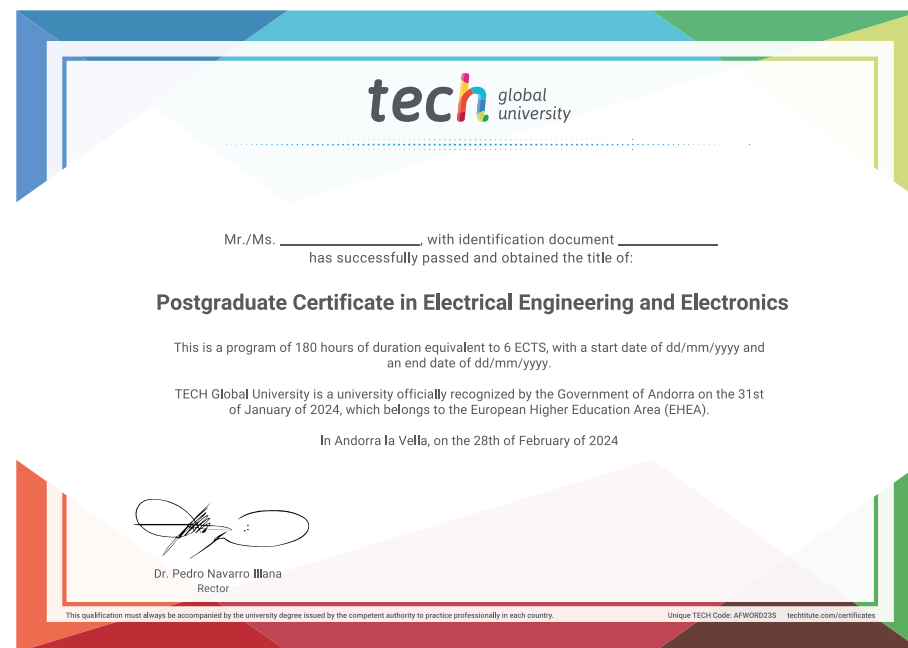 tech global university
Mr./Ms. ____________________, with identification document ______________
has successfully passed and obtained the title of:
Postgraduate Certificate in Electrical Engineering and Electronics
This is a program of 180 hours of duration equivalent to 6 ECTS, with a start date of dd/mm/yyyy and
an end date of dd/mm/yyyy.
TECH Global University is a university officially recognized by the Government of Andorra on the 31st
of January of 2024, which belongs to the European Higher Education Area (EHEA).
In Andorra la Vella, on the 28th of February of 2024
Dr. Pedro Navarro Illana
Rector
This qualification must always be accompanied by the university degree issued by the competent authority to practice professionally in each country.
Unique TECH Code: AFWORD23S techtitute.com/certificates